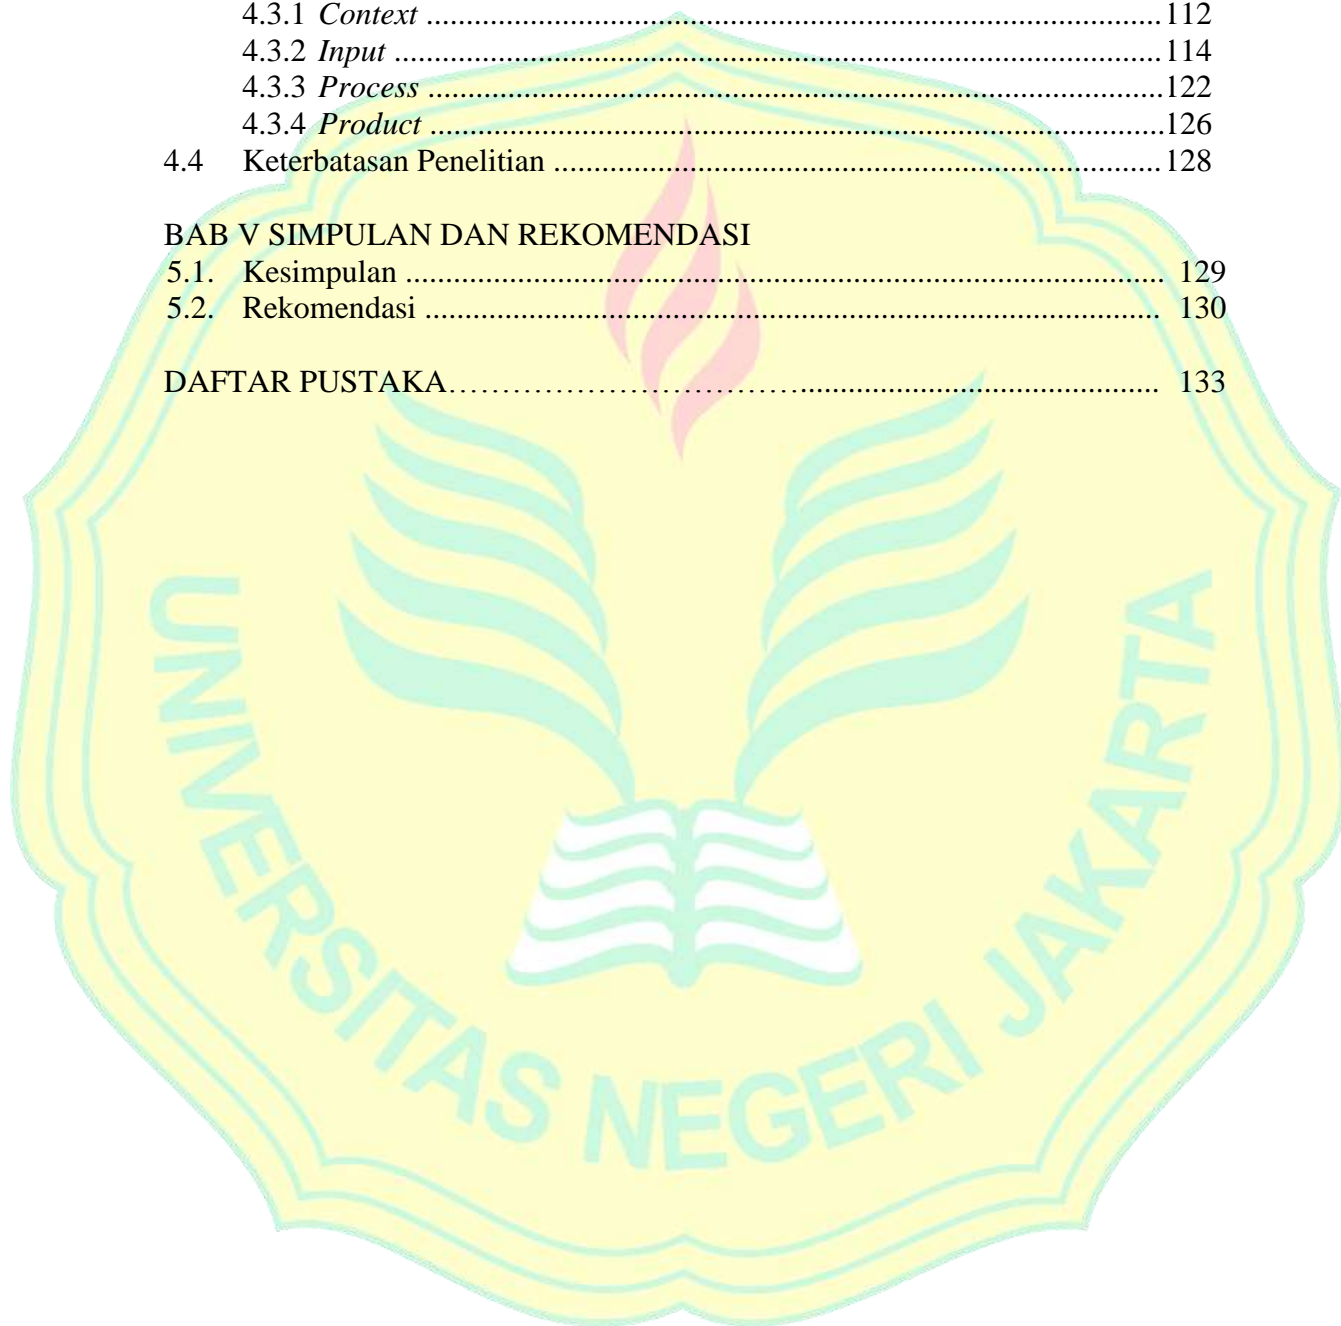 4.3.1 Context ............................................................................................ 112
4.3.2 Input ................................................................................................ 114
4.3.3 Process ............................................................................................ 122
4.3.4 Product ............................................................................................ 126
4.4 Keterbatasan Penelitian ............................................................................ 128
BAB V SIMPULAN DAN REKOMENDASI
5.1. Kesimpulan ............................................................................................... 129
5.2. Rekomendasi ............................................................................................ 130
DAFTAR PUSTAKA……………………………............................................. 133
UNIVERSITAS NEGERI JAKARTA